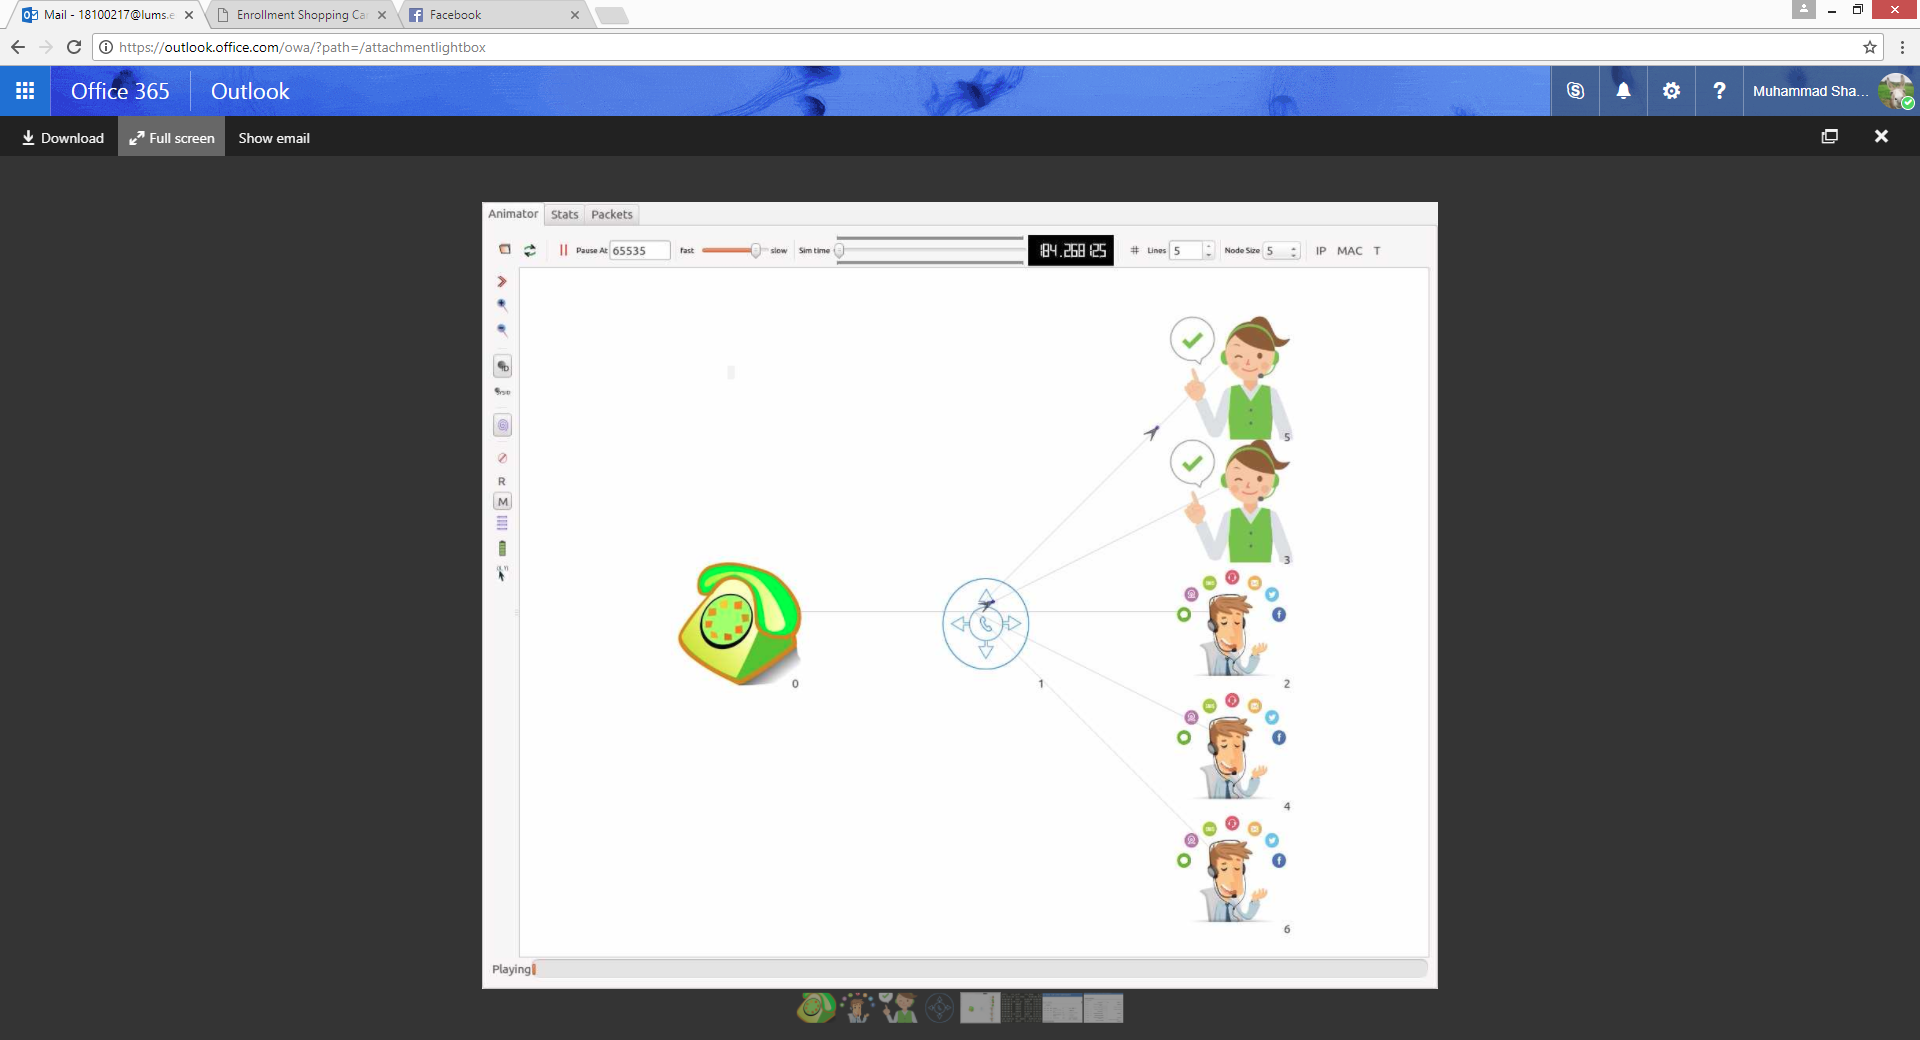 Mail - 18100217@lums.e
Enrollment Shopping Ca
Facebook
https://outlook.office.com/owa/?path=/attachmentlightbox
Office 365
Outlook
?
Muhammad Sha...
Download
Full screen
Show email
Animator
Stats
Packets
Pause At
65535
fast
slow
Sim time
184.268125
#
Lines
5
Node Size
5
IP
MAC
T
R
M
5
3
2
0
1
4
6
Playing